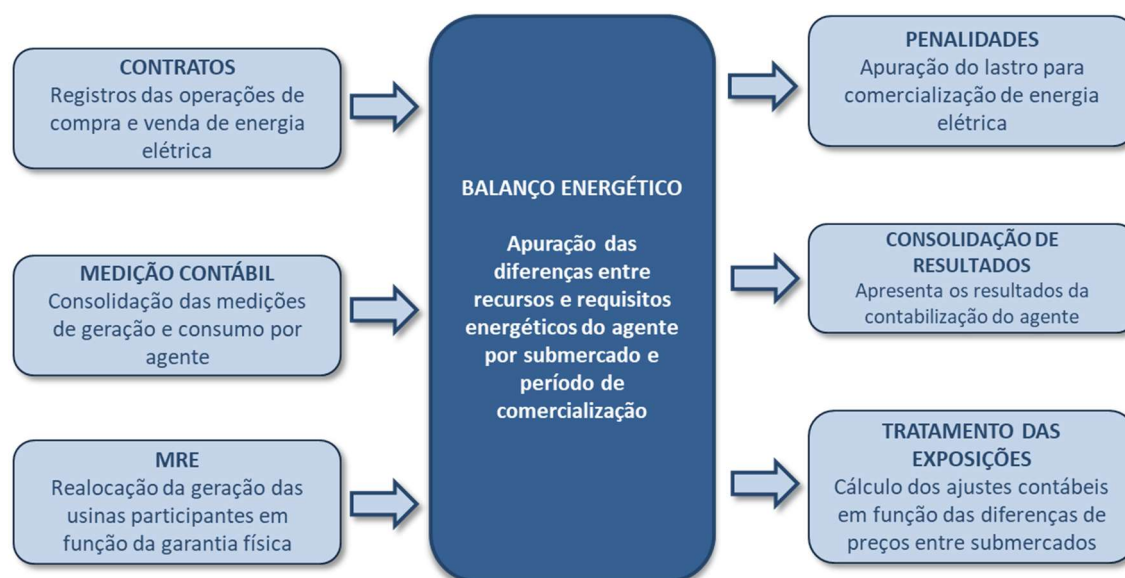 CONTRATOS
Registros das operações de
compra e venda de energia
elétrica
MEDIÇÃO CONTÁBIL
Consolidação das medições
de geração e consumo por
agente
MRE
Realocação da geração das
usinas participantes em
função da garantia física
BALANÇO ENERGÉTICO
Apuração das
diferenças entre
recursos e requisitos
energéticos do agente
por submercado e
período de
comercialização
PENALIDADES
Apuração do lastro para
comercialização de energia
elétrica
CONSOLIDAÇÃO DE
RESULTADOS
Apresenta os resultados da
contabilização do agente
TRATAMENTO DAS
EXPOSIÇÕES
Cálculo dos ajustes contábeis
em função das diferenças de
preços entre submercados